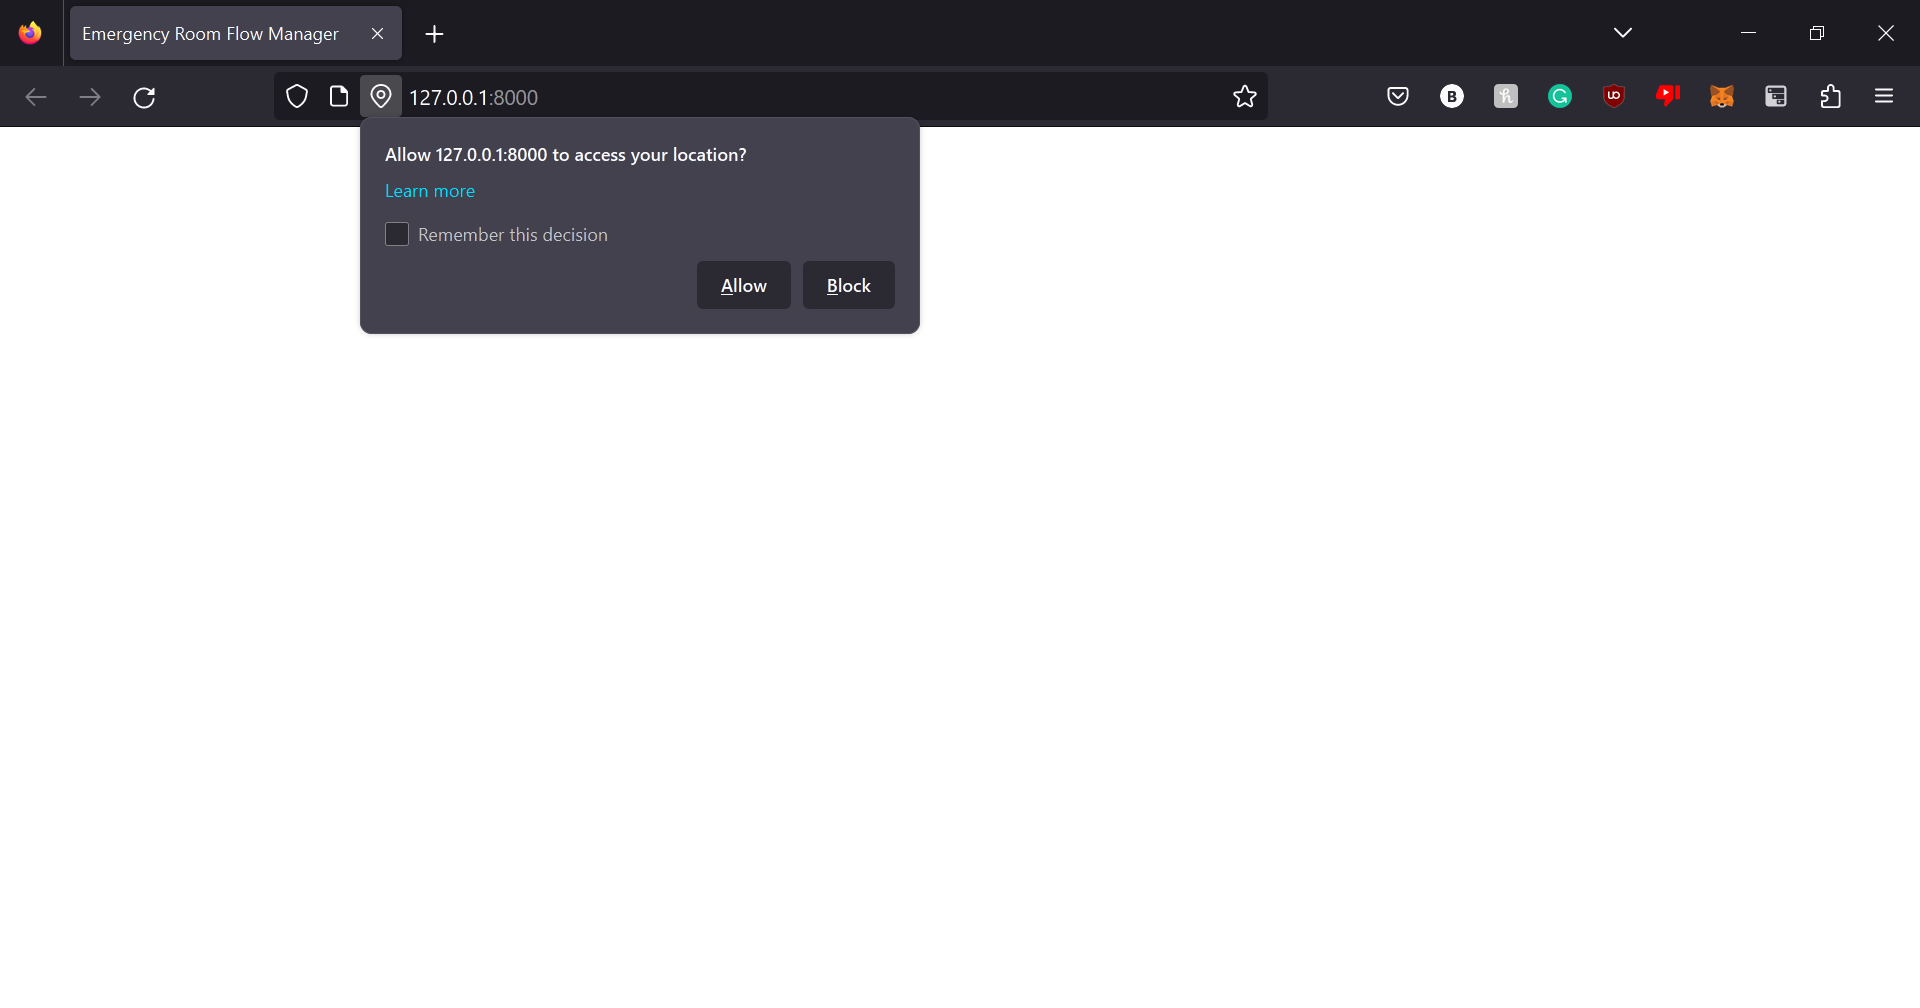 Emergency Room Flow Manager
127.0.0.1:8000
B
h
G
uo
Allow 127.0.0.1:8000 to access your location?
Learn more
Remember this decision
Allow
Block